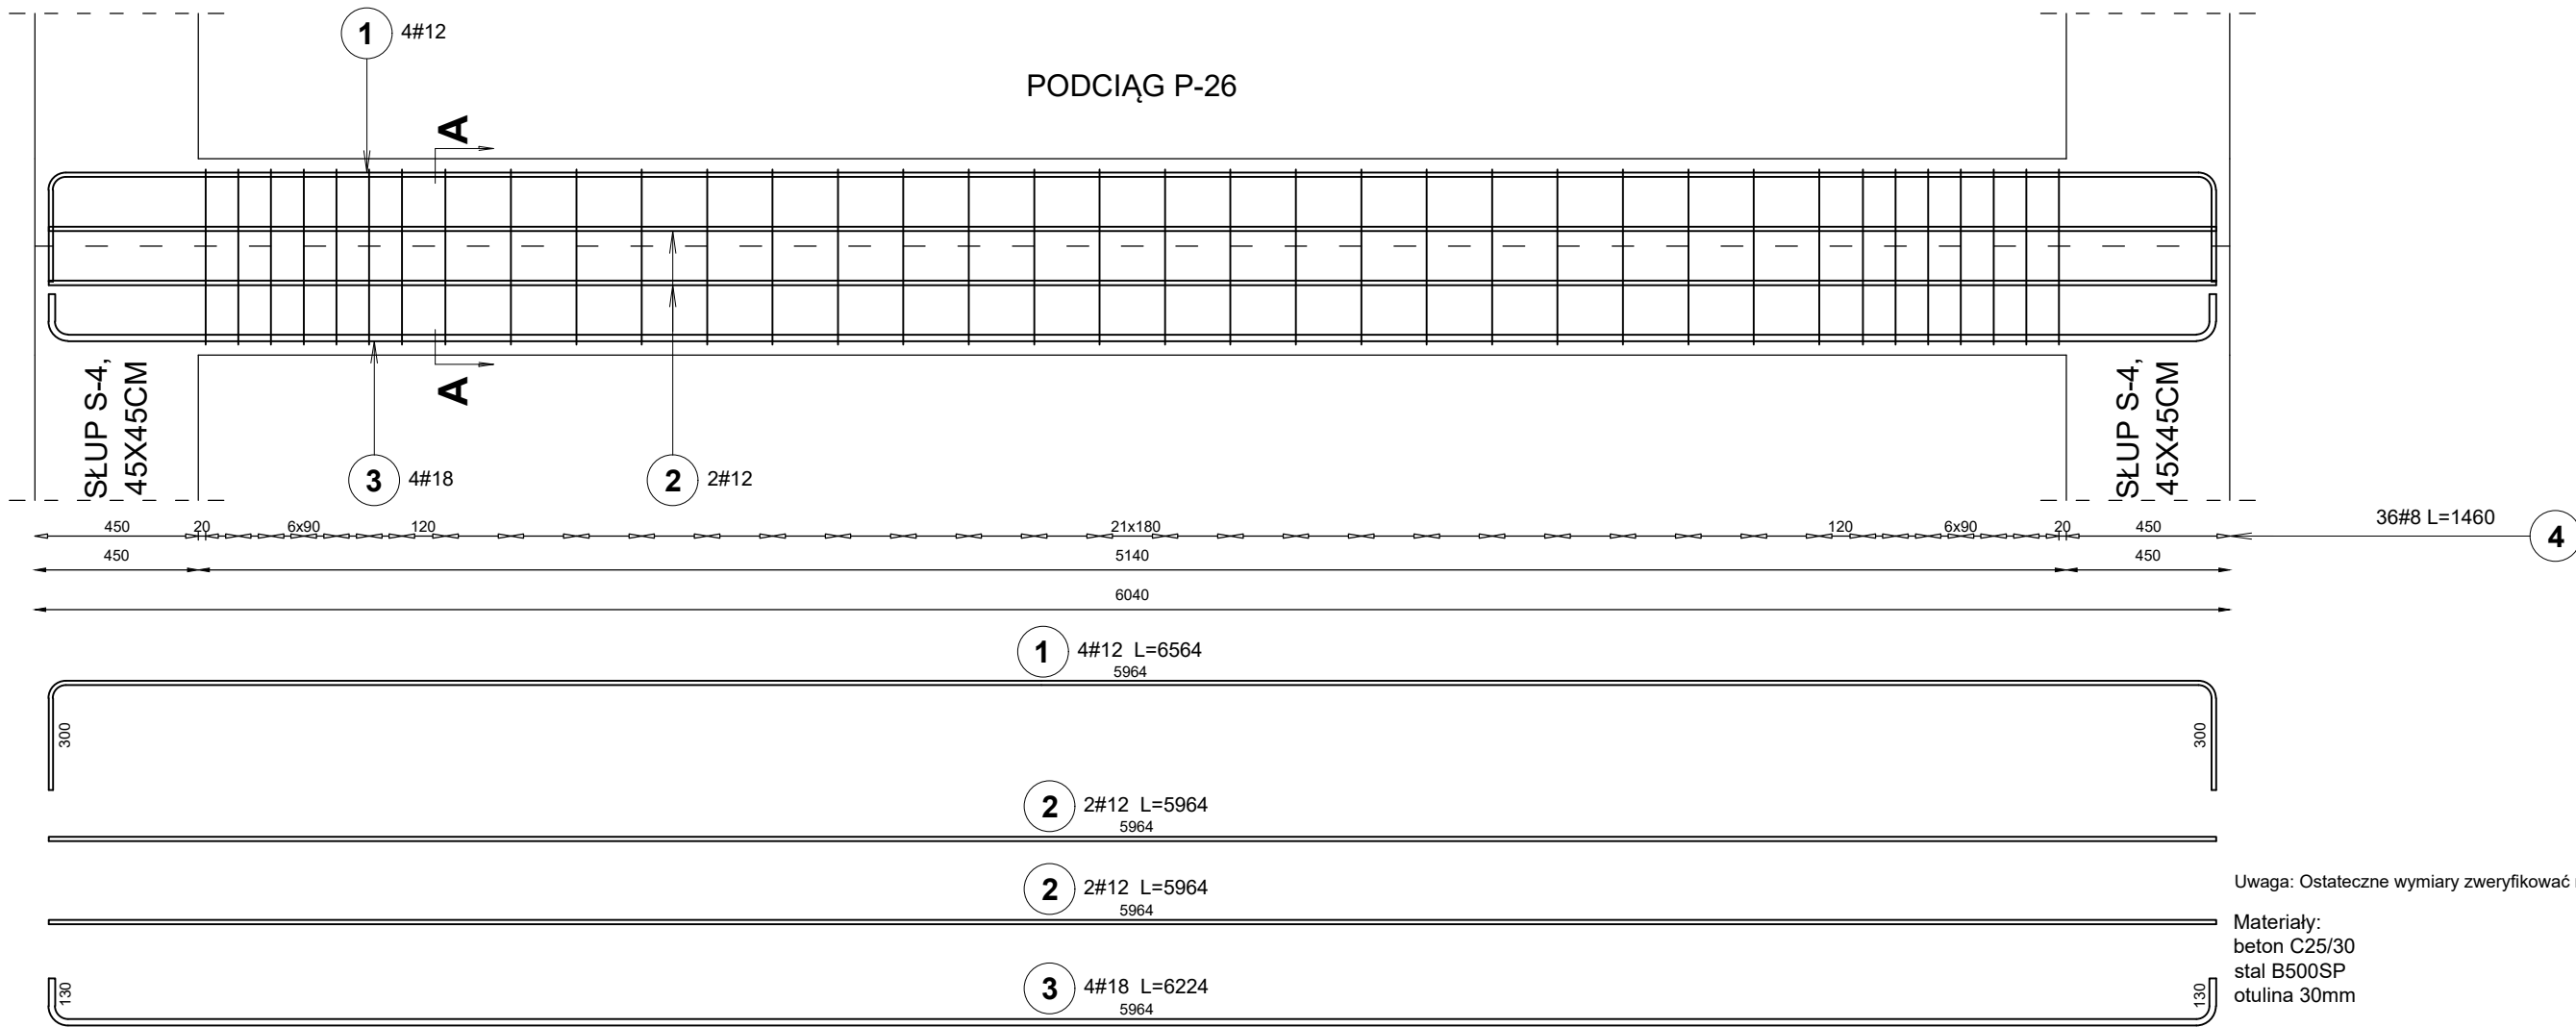 1 4#12
PODCIĄG P-26
A
A
SŁUP S-4,
45X45CM
SŁUP S-4,
45X45CM
3 4#18
2 2#12
450 20 6x90 120 21x180 120 6x90 20 450
36#8 L=1460 4
450 5140 450
6040
1 4#12 L=6564
5964
300 300
2 2#12 L=5964
5964
2 2#12 L=5964
5964
Uwaga: Ostateczne wymiary zweryfikować
Materiały:
beton C25/30
stal B500SP
otulina 30mm
3 4#18 L=6224
5964
130 130